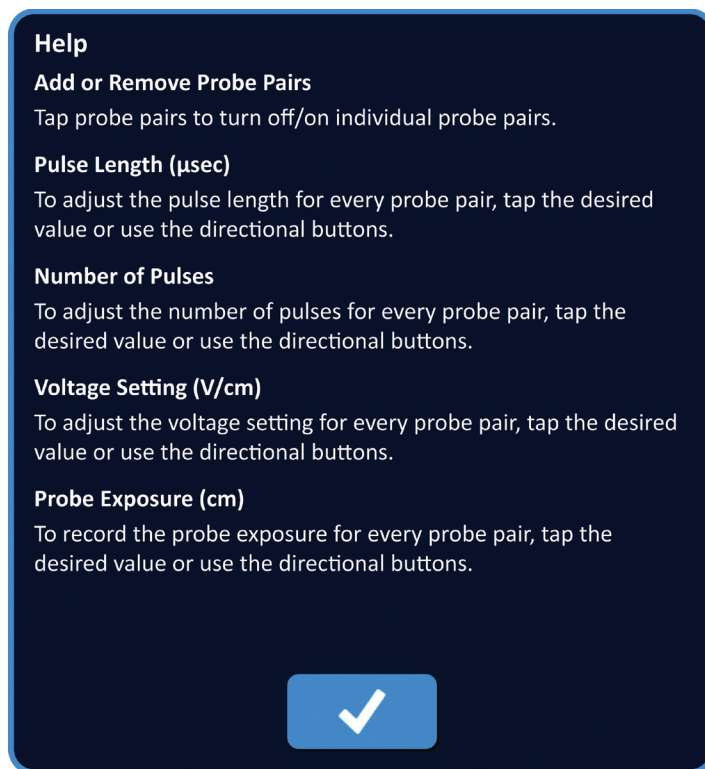 Help
Add or Remove Probe Pairs
Tap probe pairs to turn off/on individual probe pairs.
Pulse Length (µsec)
To adjust the pulse length for every probe pair, tap the desired
value or use the directional buttons.
Number of Pulses
To adjust the number of pulses for every probe pair, tap the
desired value or use the directional buttons.
Voltage Setting (V/cm)
To adjust the voltage setting for every probe pair, tap the desired
value or use the directional buttons.
Probe Exposure (cm)
To record the probe exposure for every probe pair, tap the
desired value or use the directional buttons.